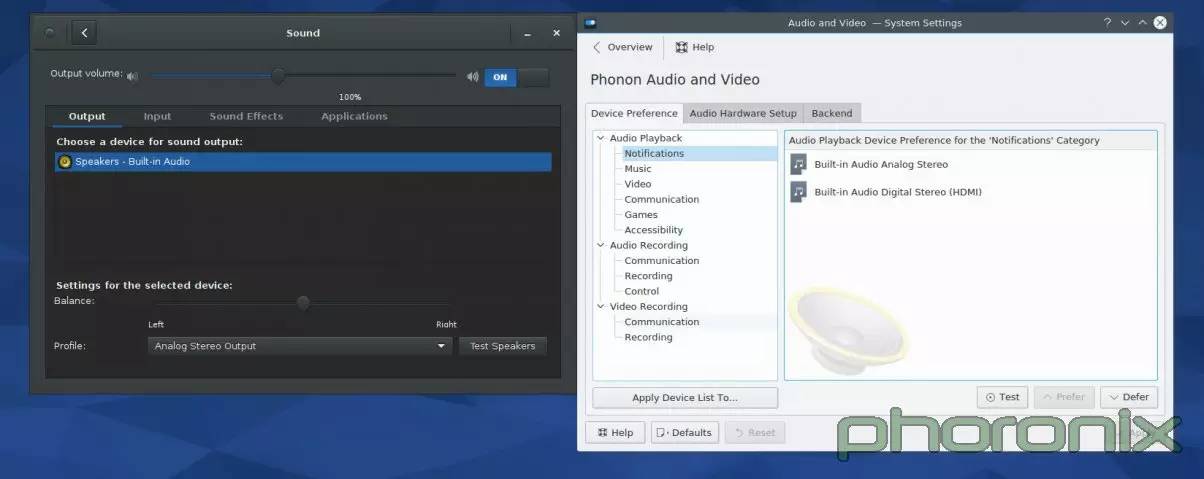 Sound
Output volume:
ON
100%
Output Input Sound Effects Applications
Choose a device for sound output:
Speakers - Built-in Audio
Settings for the selected device:
Balance:
Left Right
Profile: Analog Stereo Output Test Speakers
Audio and Video — System Settings
Overview Help
Phonon Audio and Video
Device Preference Audio Hardware Setup Backend
Audio Playback
Notifications
Music
Video
Communication
Games
Accessibility
Audio Recording
Communication
Recording
Control
Video Recording
Communication
Recording
Audio Playback Device Preference for the 'Notifications' Category
Built-in Audio Analog Stereo
Built-in Audio Digital Stereo (HDMI)
Apply Device List To... Test Prefer Defer
Help Defaults Reset
phoronix